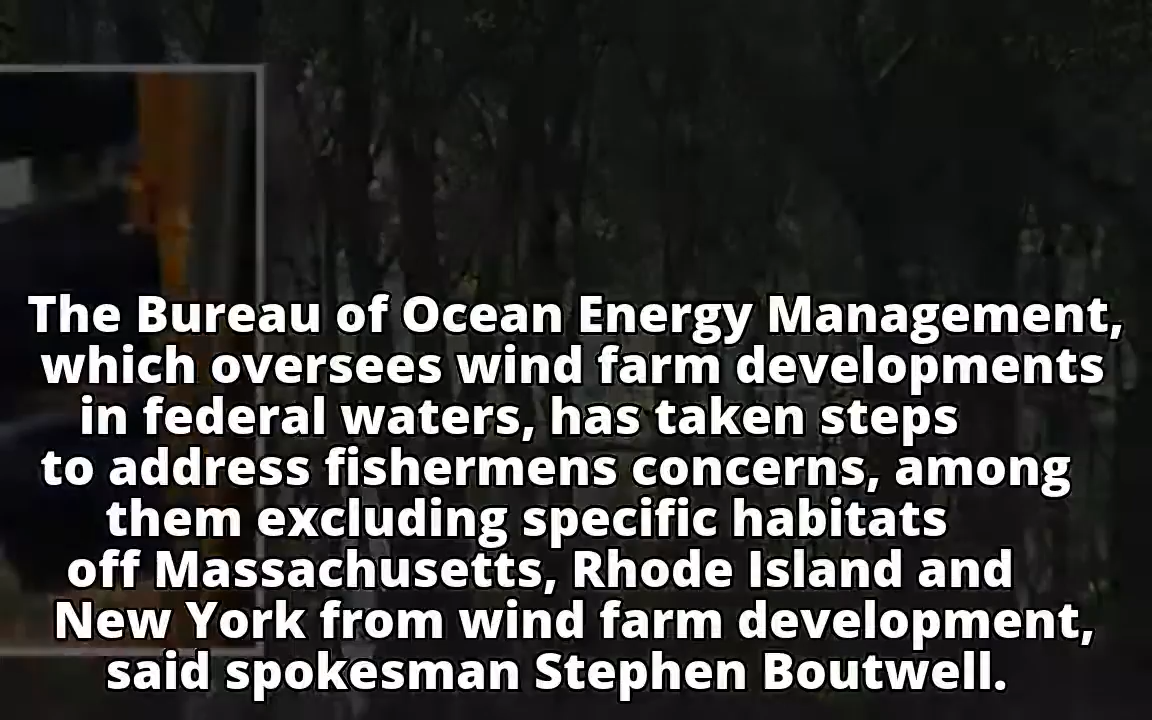 The Bureau of Ocean Energy Management,
which oversees wind farm developments
in federal waters, has taken steps
to address fishermens concerns, among
them excluding specific habitats
off Massachusetts, Rhode Island and
New York from wind farm development,
said spokesman Stephen Boutwell.